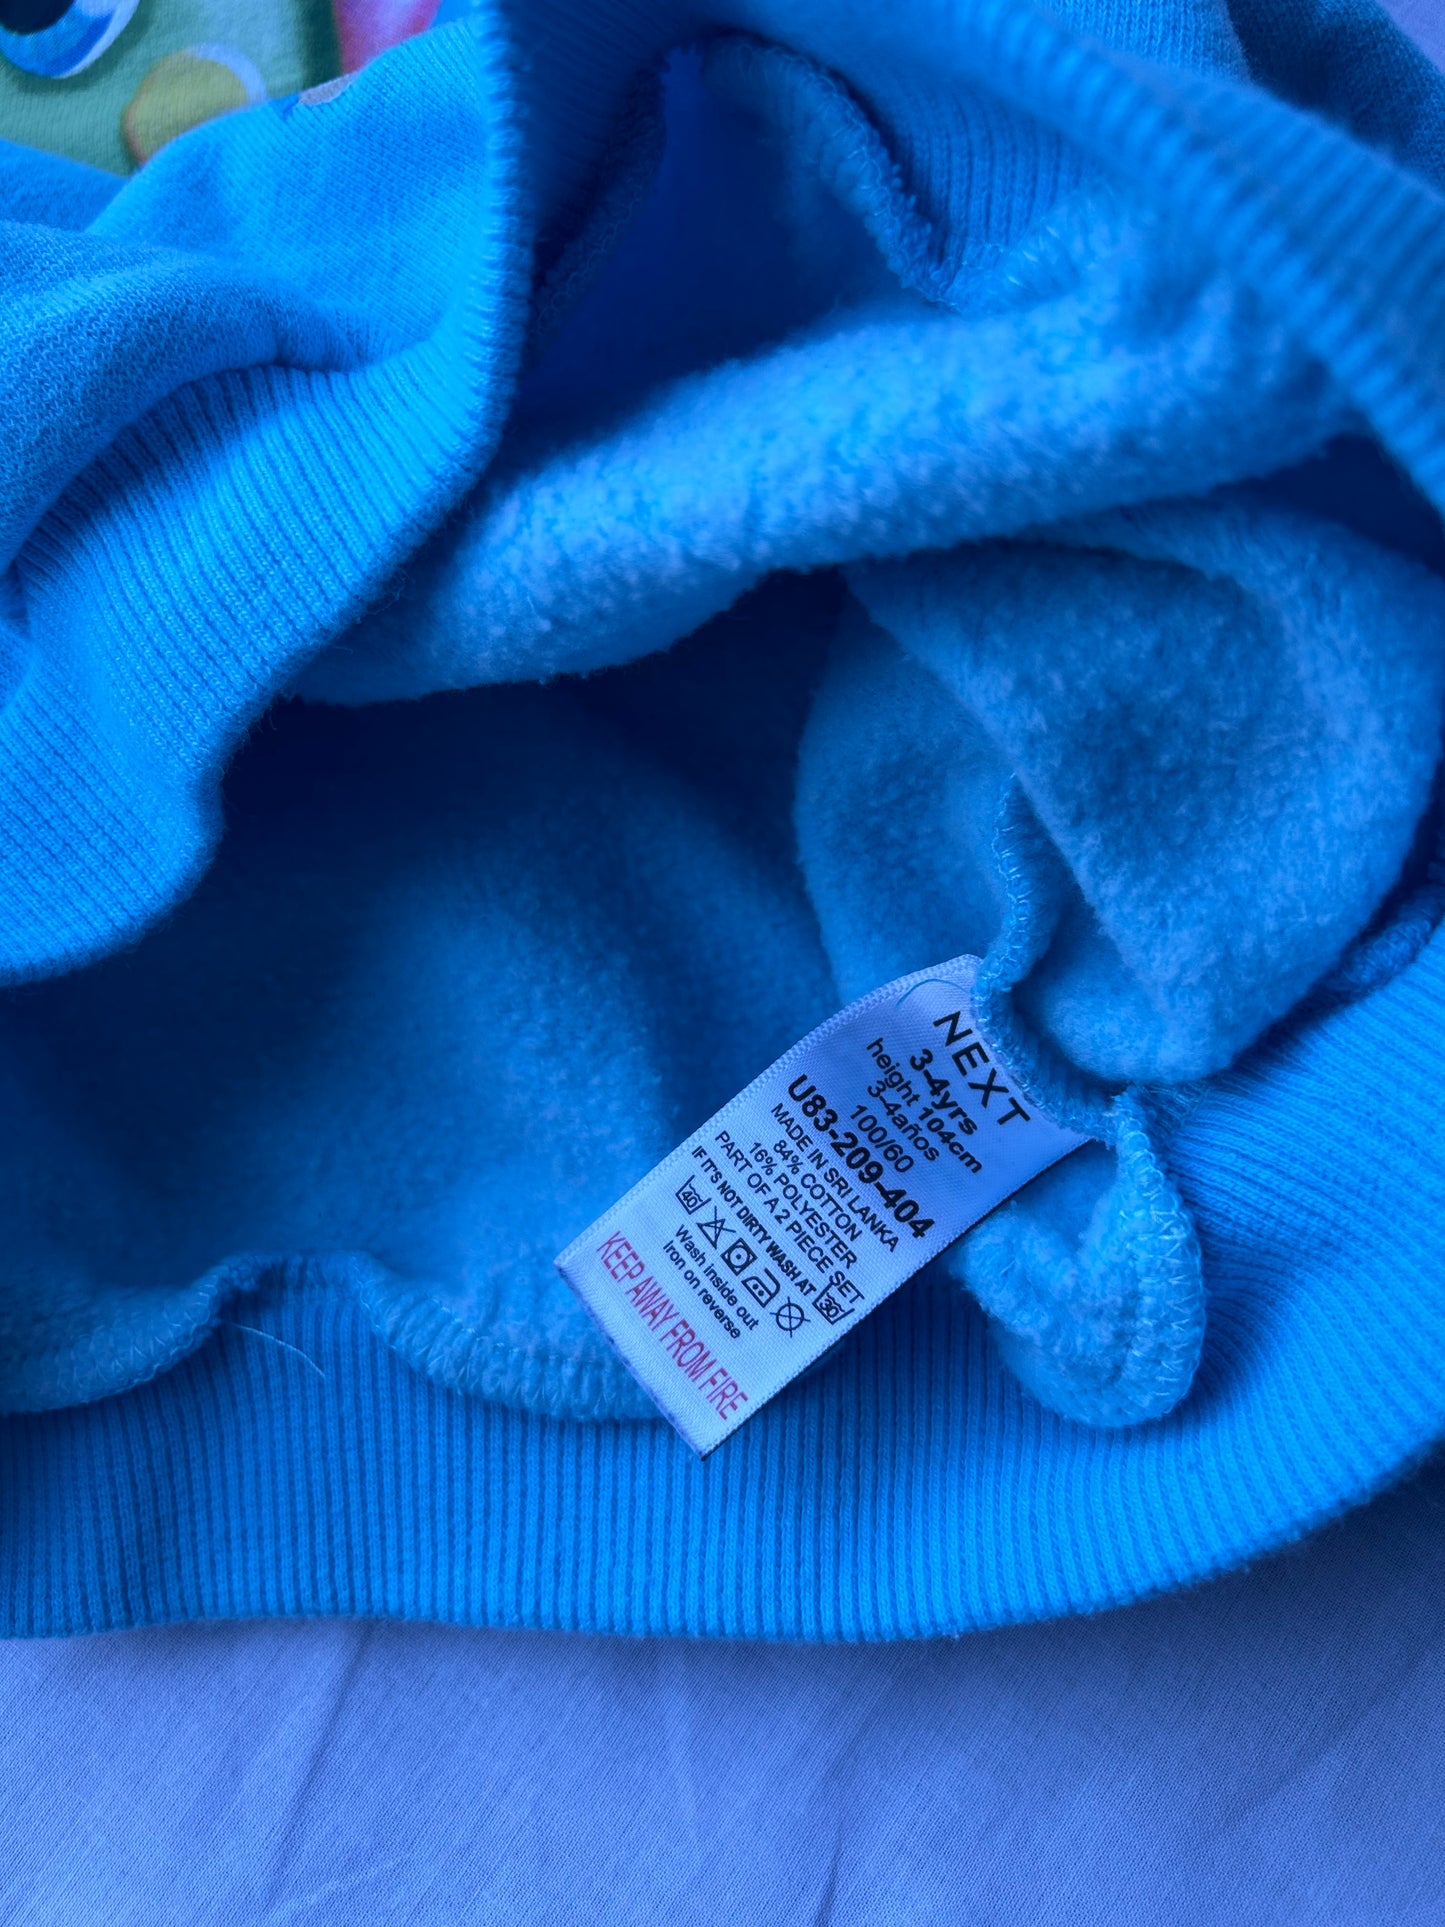 NEXT
3-4yrs
height 104cm
3-4años
100/60
U83-209-404
MADE IN SRI LANKA
84% COTTON
16% POLYESTER
PART OF A 2 PIECE SET
IF IT'S NOT DIRTY WASH AT 30
40
Wash inside out
Iron on reverse
KEEP AWAY FROM FIRE